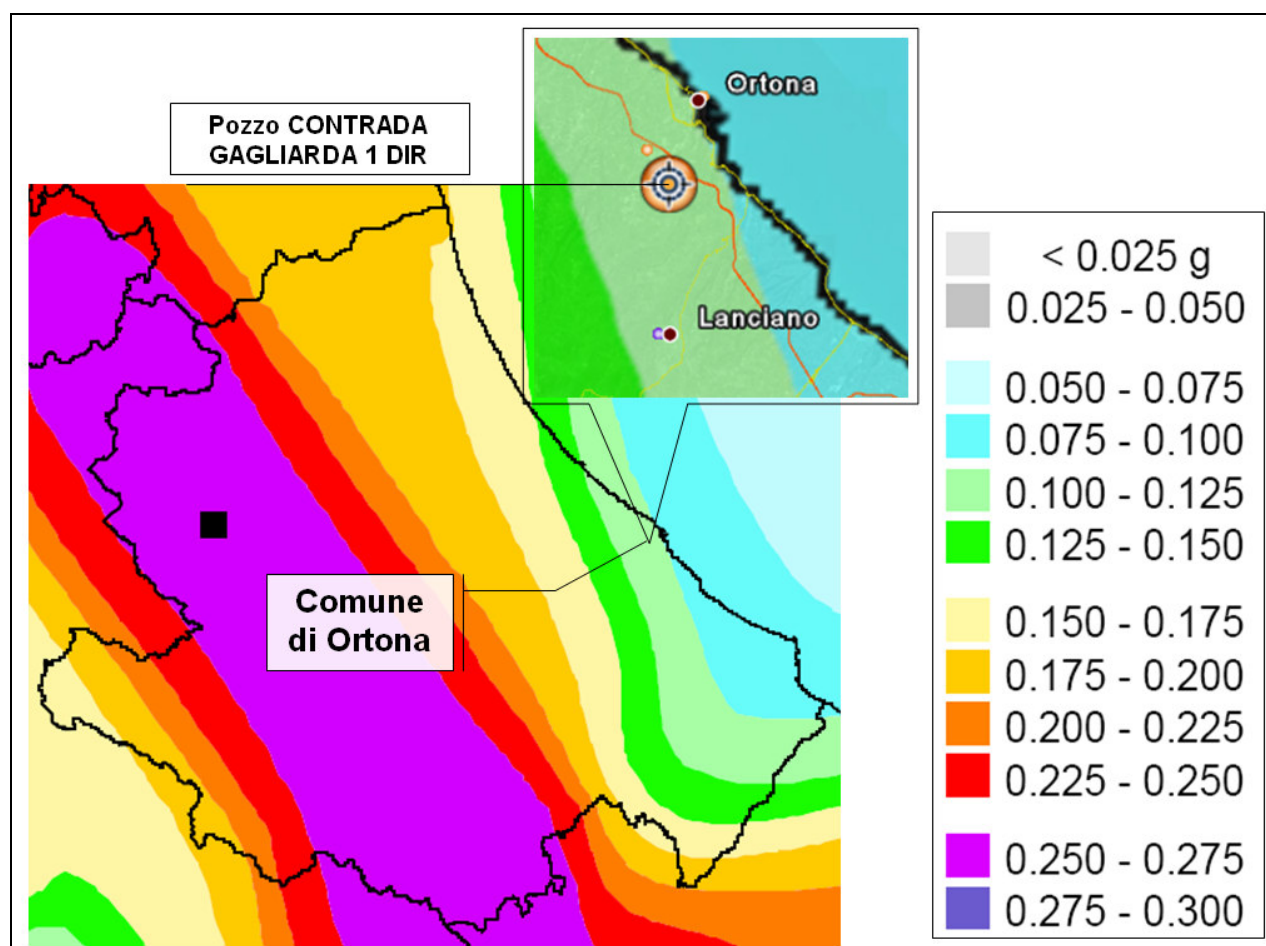 Pozzo CONTRADA
GAGLIARDA 1 DIR
Ortona
Lanciano
Comune
di Ortona
< 0.025 g
0.025 - 0.050
0.050 - 0.075
0.075 - 0.100
0.100 - 0.125
0.125 - 0.150
0.150 - 0.175
0.175 - 0.200
0.200 - 0.225
0.225 - 0.250
0.250 - 0.275
0.275 - 0.300